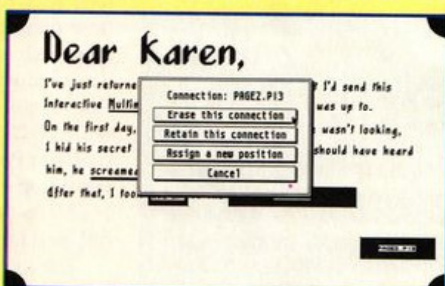 Dear Karen,
I've just returne
t I'd send this
Interactive Multim
was up to.
On the first day,
wasn't looking,
I hid his secret
should have heard
him, he screamed
After that, I too
Connection: PAGE2.PI3
Erase this connection
Retain this connection
Assign a new position
Cancel